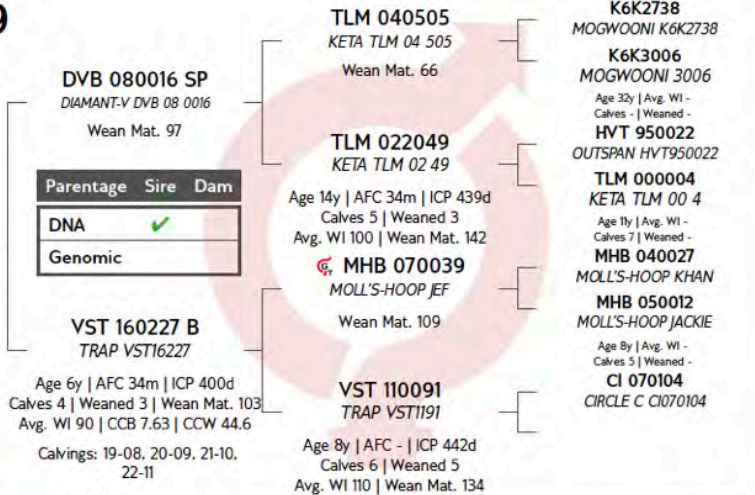 9
DVB 080016 SP
DIAMANT-V DVB 08 0016
Wean Mat. 97
Parentage Sire Dam
DNA ✔
Genomic
VST 160227 B
TRAP VST16227
Age 6y | AFC 34m | ICP 400d
Calves 4 | Weaned 3 | Wean Mat. 103
Avg. WI 90 | CCB 7.63 | CCW 44.6
Calvings: 19-08, 20-09, 21-10,
22-11
TLM 040505
KETA TLM 04 505
Wean Mat. 66
TLM 022049
KETA TLM 02 49
Age 14y | AFC 34m | ICP 439d
Calves 5 | Weaned 3
Avg. WI 100 | Wean Mat. 142
MHB 070039
MOLL'S-HOOP JEF
Wean Mat. 109
VST 110091
TRAP VST1191
Age 8y | AFC - | ICP 442d
Calves 6 | Weaned 5
Avg. WI 110 | Wean Mat. 134
K6K2738
MOGWOONI K6K2738
K6K3006
MOGWOONI 3006
Age 32y | Avg. WI -
Calves - | Weaned -
HVT 950022
OUTSPAN HVT950022
TLM 000004
KETA TLM 00 4
Age 11y | Avg. WI -
Calves 7 | Weaned -
MHB 040027
MOLL'S-HOOP KHAN
MHB 050012
MOLL'S-HOOP JACKIE
Age 8y | Avg. WI -
Calves 5 | Weaned -
CI 070104
CIRCLE C CI070104